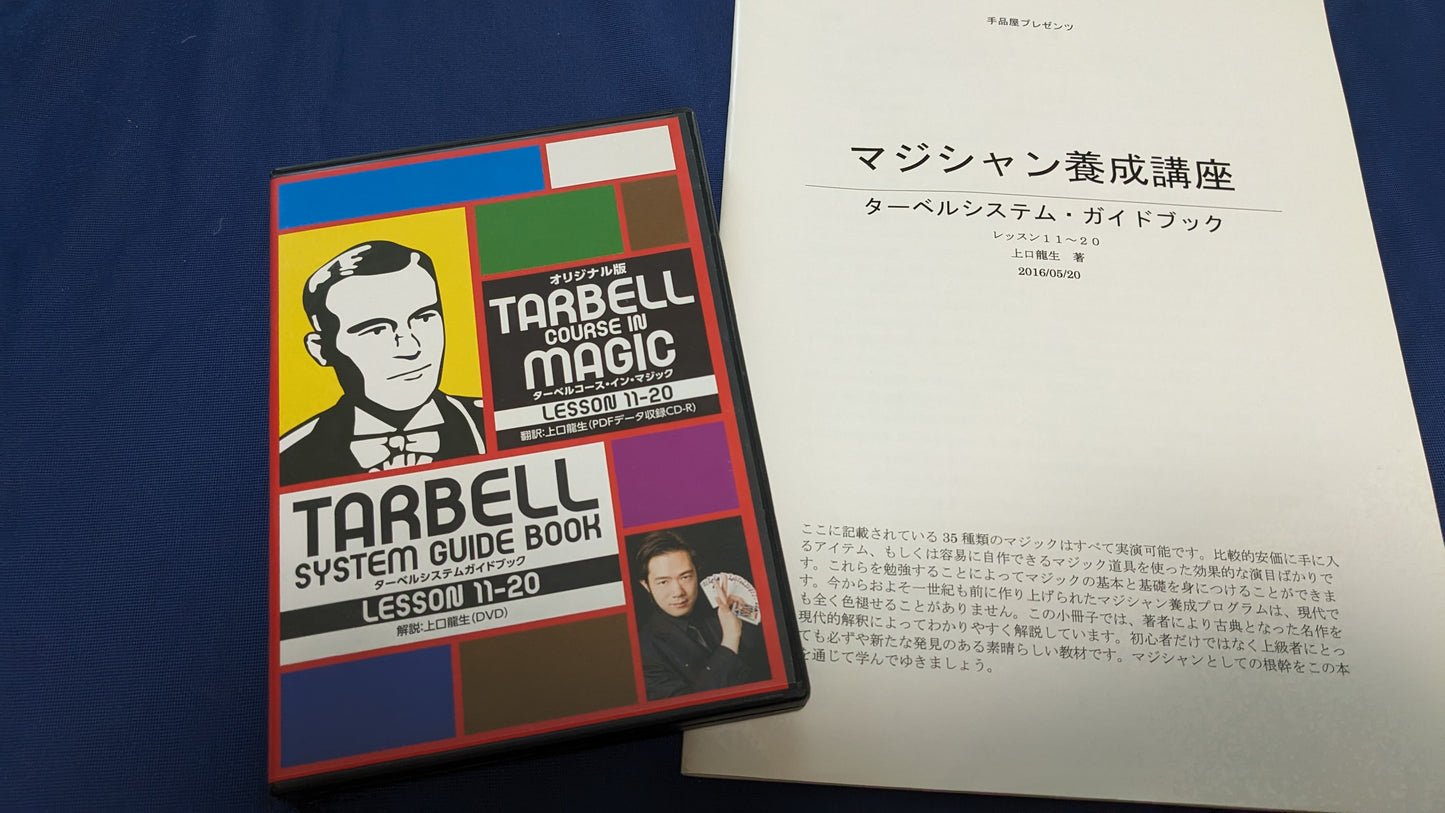 オリジナル版
TARBELL
COURSE IN
MAGIC
ターベルコース・イン・マジック
LESSON 11-20
翻訳:上口龍生(PDFデータ収録CD-R)
TARBELL
SYSTEM GUIDE BOOK
ターベルシステムガイドブック
LESSON 11-20
解説:上口龍生(DVD)
手品屋プレゼンツ
マジシャン養成講座
ターベルシステム・ガイドブック
レッスン11～20
上口龍生 著
2016/05/20
ここに記載されている 35 種類のマジックはすべて実演可能です。比較的安価に手に入
るアイテム、もしくは容易に自作できるマジック道具を使った効果的な演目ばかりで
す。これらを勉強することによってマジックの基本と基礎を身につけることができま
す。今からおよそ一世紀も前に作り上げられたマジシャン養成プログラムは、現代で
も全く色褪せることがありません。この小冊子では、著者により古典となった名作を
現代的解釈によってわかりやすく解説しています。初心者だけではなく上級者にとっ
ても必ずや新たな発見のある素晴らしい教材です。マジシャンとしての根幹をこの本
を通じて学んでゆきましょう。